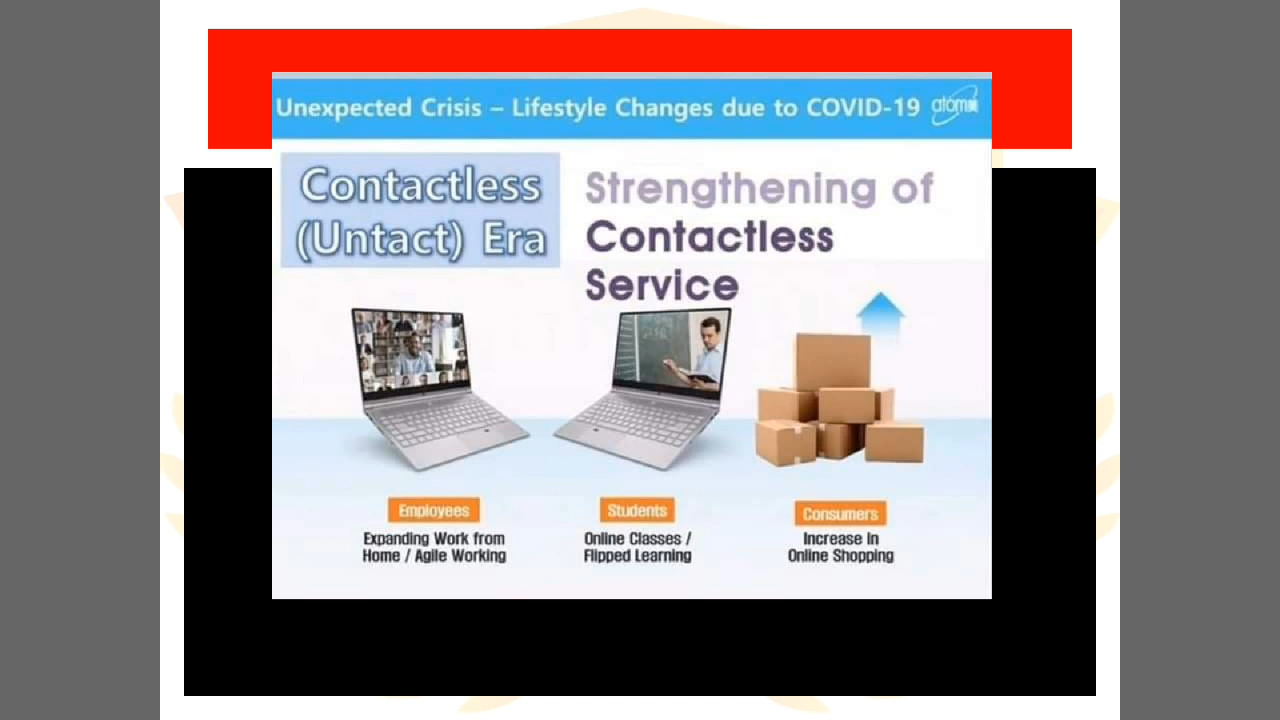 Unexpected Crisis – Lifestyle Changes due to COVID-19
Contactless
(Untact) Era
Strengthening of
Contactless
Service
Employees
Expanding Work from
Home / Agile Working
Students
Online Classes /
Flipped Learning
Consumers
Increase in
Online Shopping